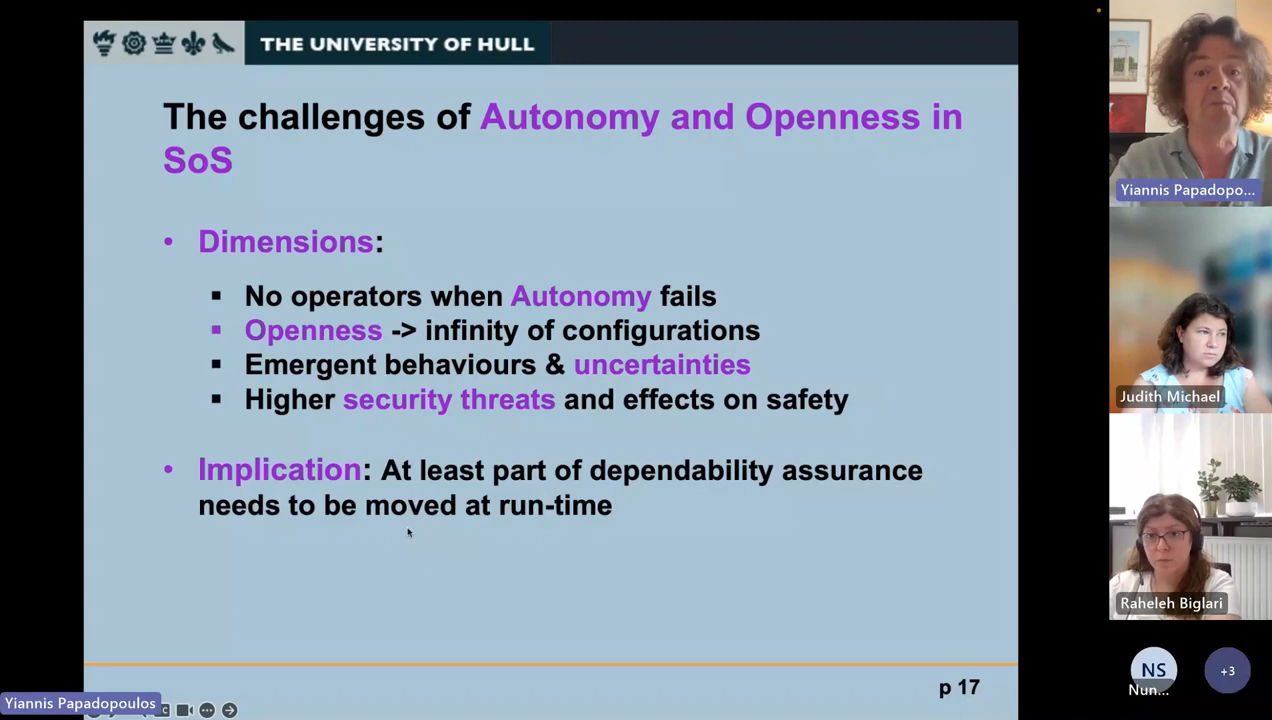 THE UNIVERSITY OF HULL
The challenges of Autonomy and Openness in
SoS
• Dimensions:
▪ No operators when Autonomy fails
▪ Openness -> infinity of configurations
▪ Emergent behaviours & uncertainties
▪ Higher security threats and effects on safety
• Implication: At least part of dependability assurance
needs to be moved at run-time
p 17
Yiannis Papadopoulos
Yiannis Papadopo...
Judith Michael
Raheleh Biglari
NS
Nun...
+3